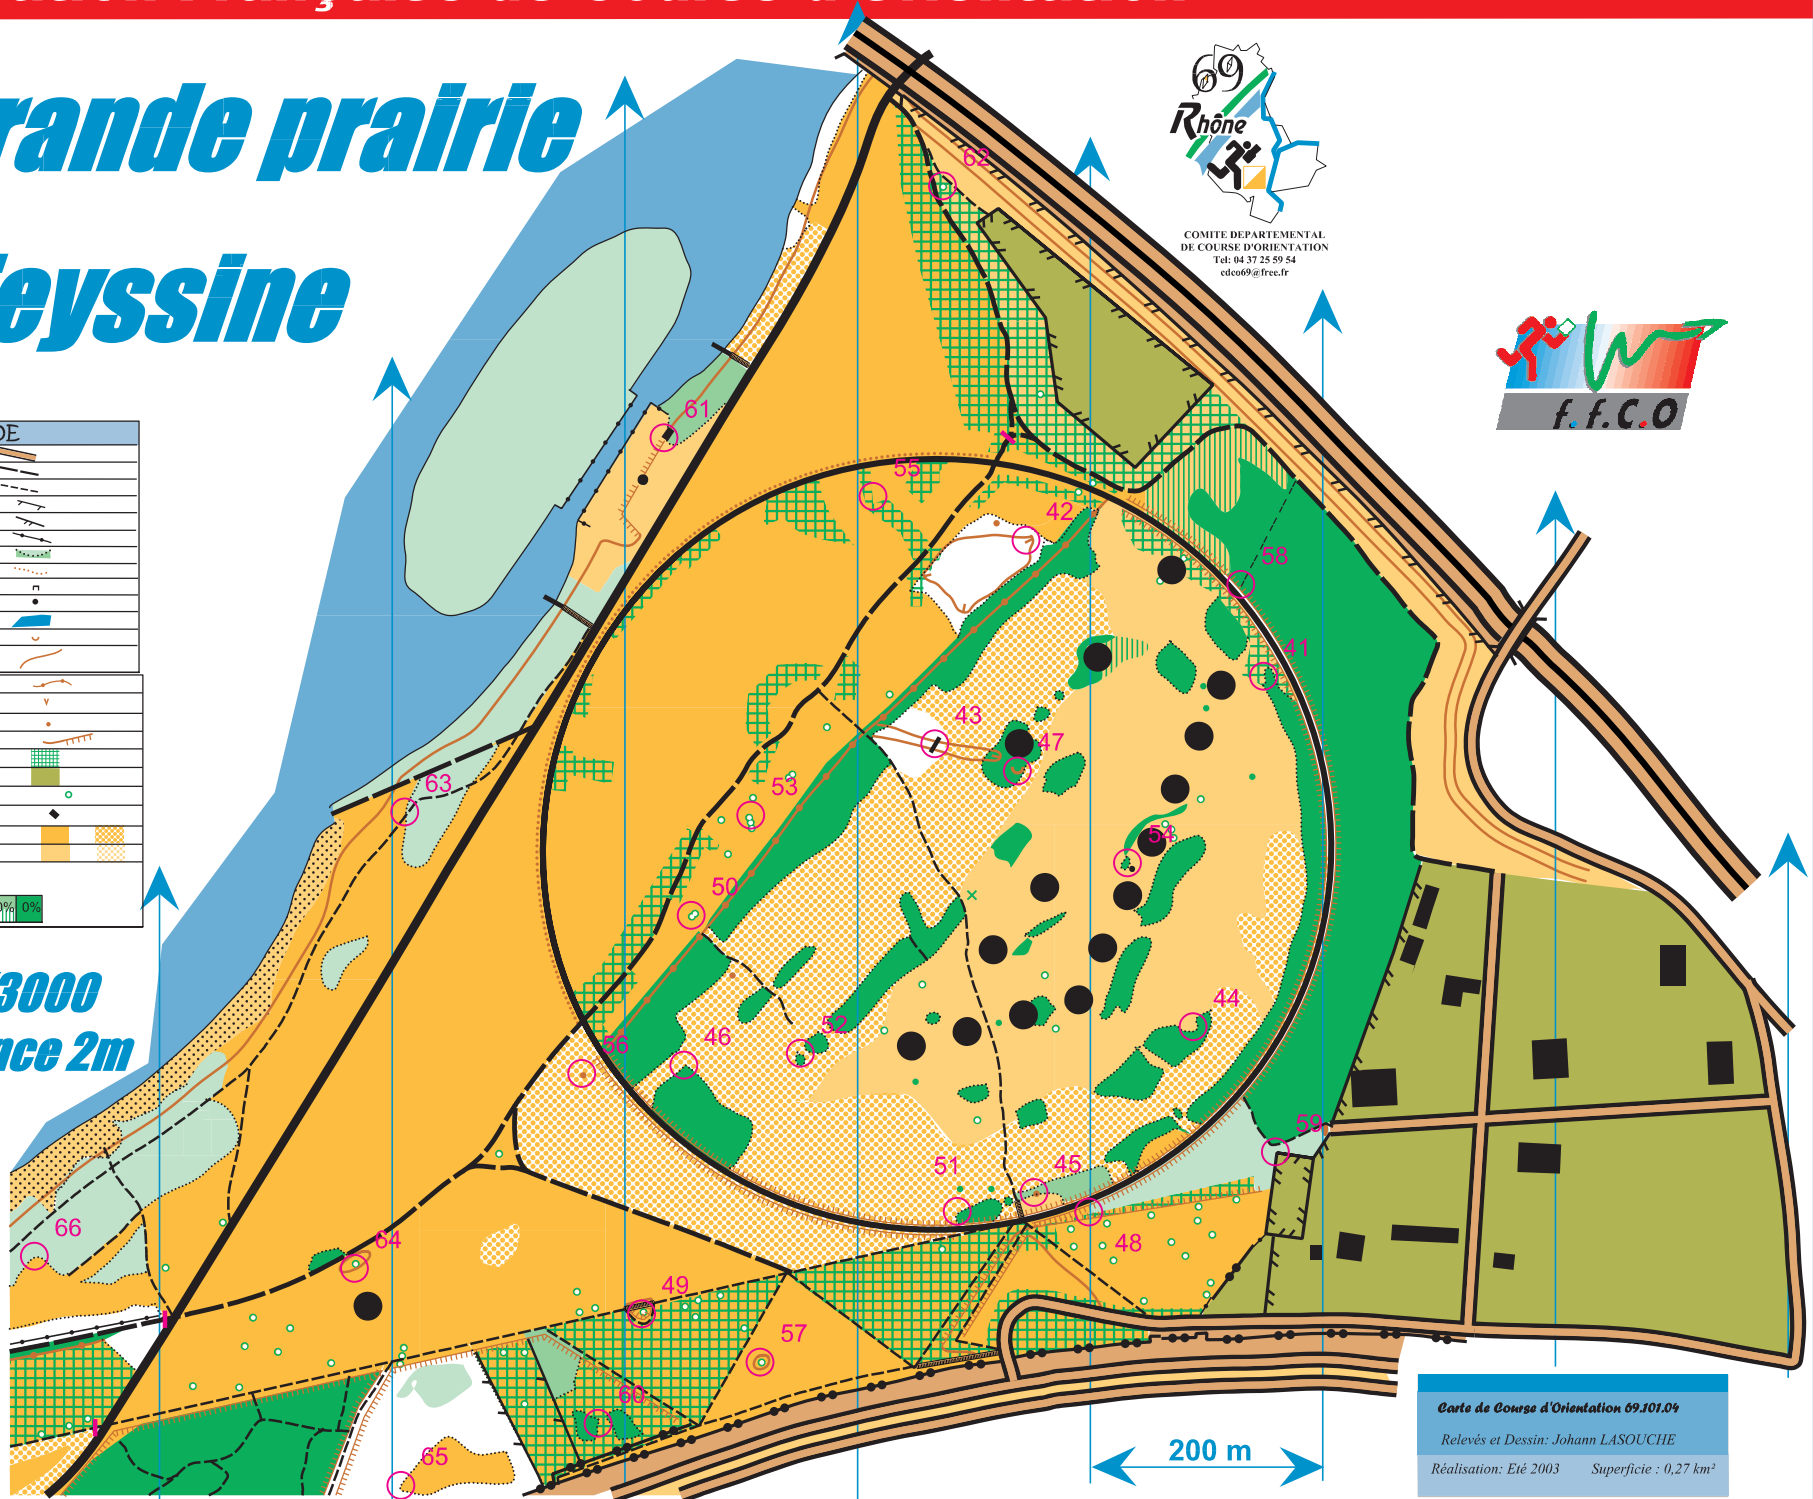 rande prairie
eyssine
DE
0% 0%
3000
nce 2m
69
Rhône
COMITE DEPARTEMENTAL
DE COURSE D'ORIENTATION
Tel: 04 37 25 59 54
cdco69@free.fr
f.f.C.O
62
61
55
42
58
41
43
47
63
53
54
50
44
46
52
56
59
51
45
66
64
48
49
57
60
65
200 m
Carte de Course d'Orientation 69.101.04
Relevés et Dessin: Johann LASOUCHE
Réalisation: Eté 2003 Superficie : 0,27 km²